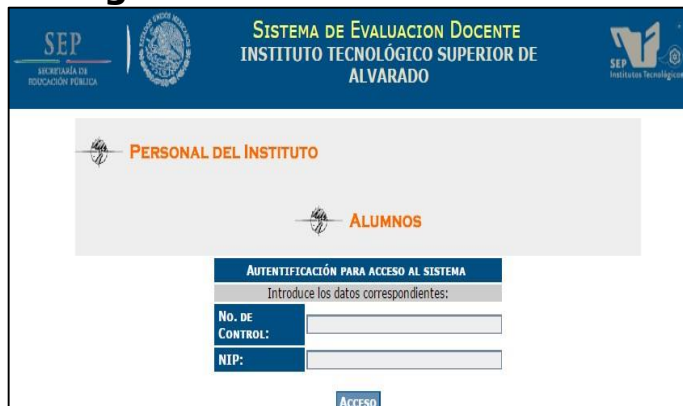 SEP
SECRETARÍA DE
EDUCACIÓN PÚBLICA
SISTEMA DE EVALUACION DOCENTE
INSTITUTO TECNOLÓGICO SUPERIOR DE
ALVARADO
SEP
Institutos Tecnológicos
PERSONAL DEL INSTITUTO
ALUMNOS
AUTENTIFICACIÓN PARA ACCESO AL SISTEMA
Introduce los datos correspondientes:
NO. DE
CONTROL:
NIP:
ACCESO